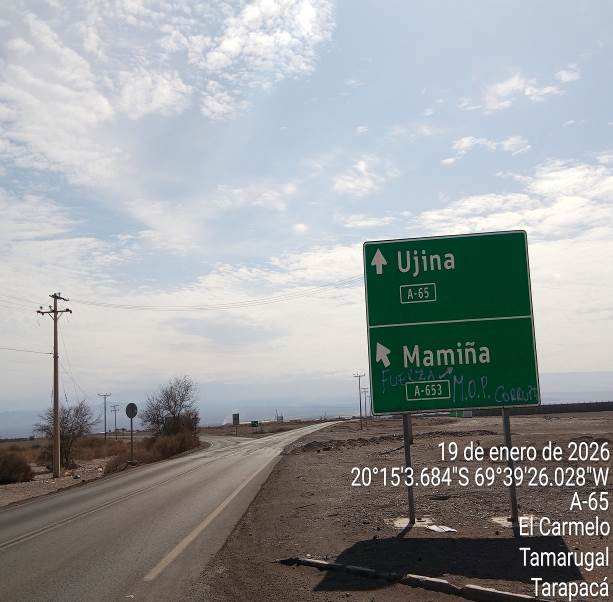 Ujina
A-65
Mamiña
FUERZA
A-653
M.O.P. CORRUPT
19 de enero de 2026
20°15'3.684"S 69°39'26.028"W
A-65
El Carmelo
Tamarugal
Tarapacá